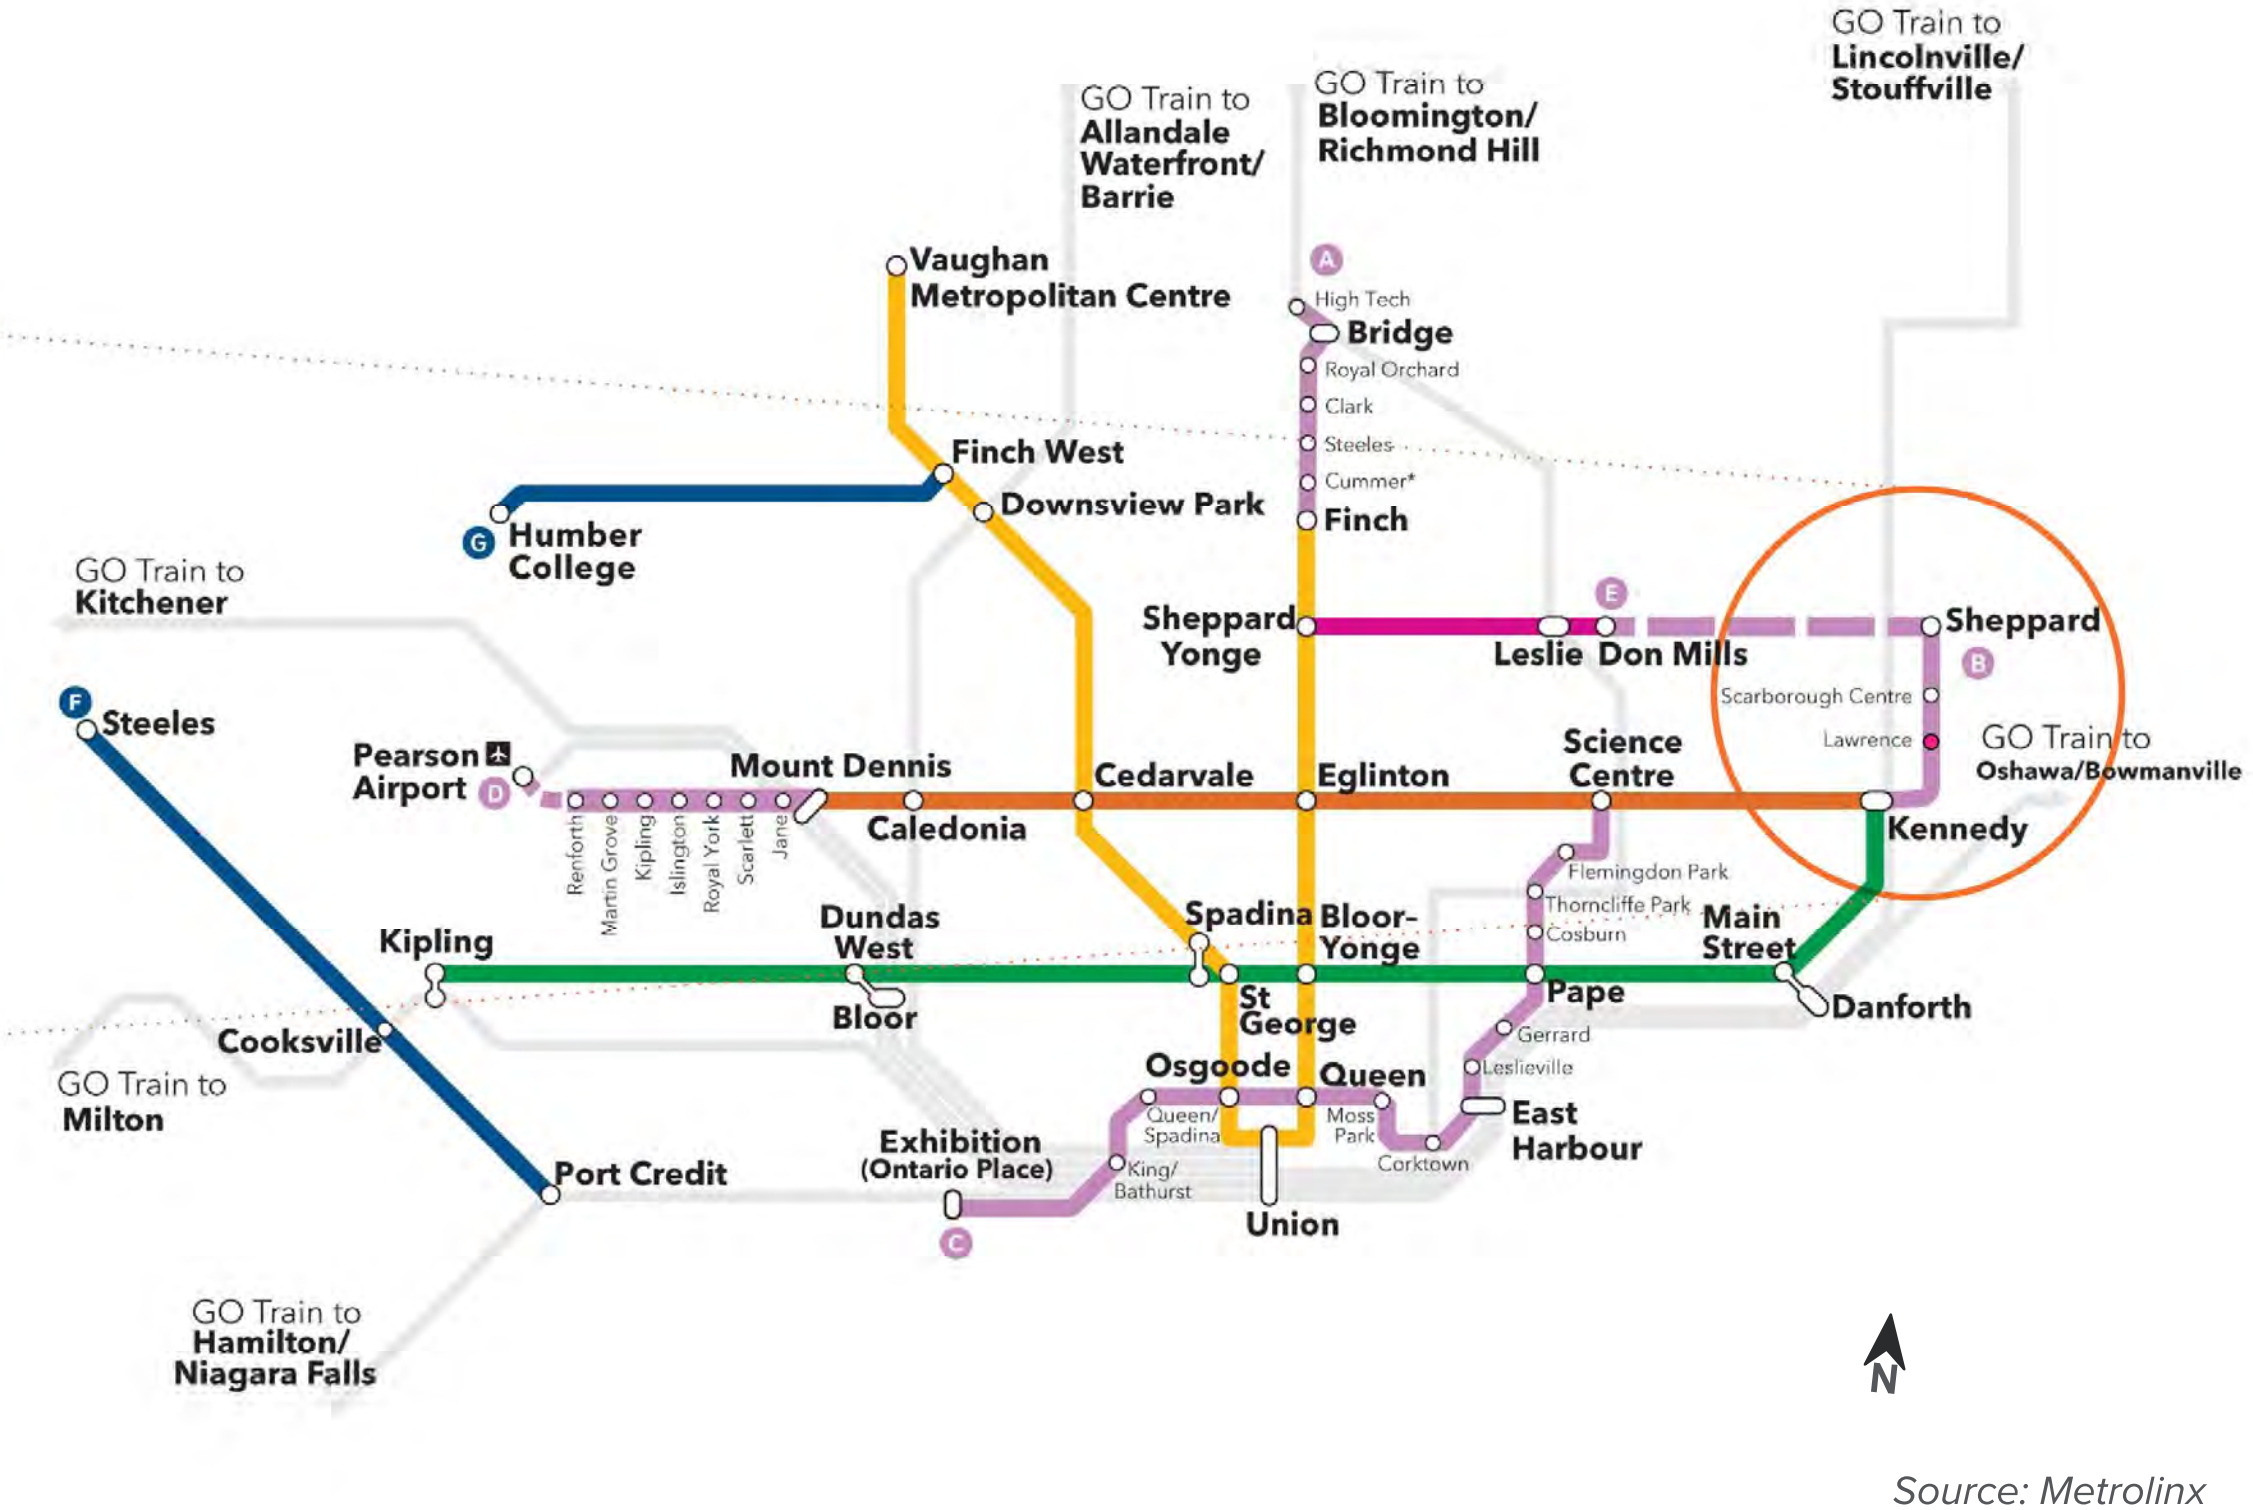 GO Train to
Lincolnville/
Stouffville
GO Train to
Bloomington/
Richmond Hill
GO Train to
Allandale
Waterfront/
Barrie
A
Vaughan
Metropolitan Centre
High Tech
Bridge
Royal Orchard
Clark
Steeles
Cummer*
Finch
Finch West
Downsview Park
G
Humber
College
GO Train to
Kitchener
E
Sheppard
Yonge
Leslie
Don Mills
Sheppard
B
Scarborough Centre
Lawrence
GO Train to
Oshawa/Bowmanville
F
Steeles
Pearson
Airport
D
Mount Dennis
Cedarvale
Eglinton
Science
Centre
Caledonia
Kennedy
Renforth
Martin Grove
Kipling
Islington
Royal York
Scarlett
Jane
Flemingdon Park
Thorncliffe Park
Cosburn
Kipling
Dundas
West
Bloor
Spadina
Bloor-
Yonge
Main
Street
St
George
Pape
Danforth
Cooksville
GO Train to
Milton
Gerrard
Leslieville
Osgoode
Queen
Queen/
Spadina
Moss
Park
East
Harbour
Corktown
Exhibition
(Ontario Place)
King/
Bathurst
C
Union
Port Credit
GO Train to
Hamilton/
Niagara Falls
N
Source: Metrolinx